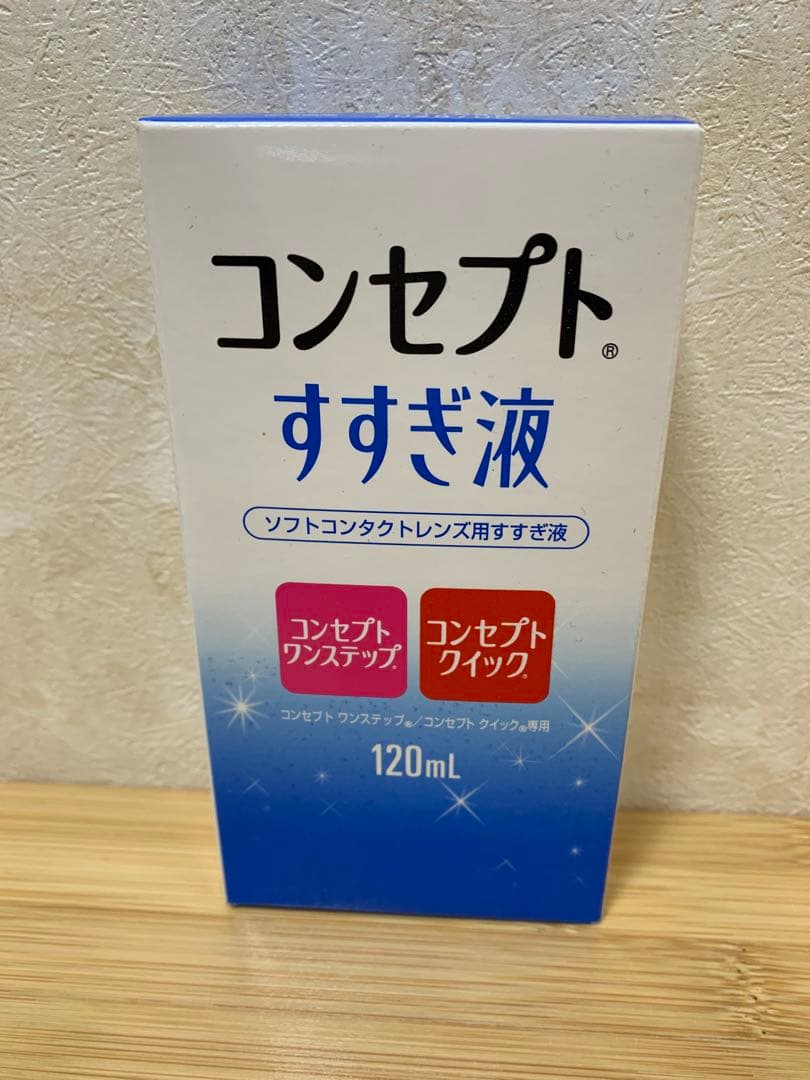 コンセプト®
すすぎ液
ソフトコンタクトレンズ用すすぎ液
コンセプト
ワンステップ®
コンセプト
クイック®
コンセプト ワンステップ®/コンセプト クイック®専用
120mL